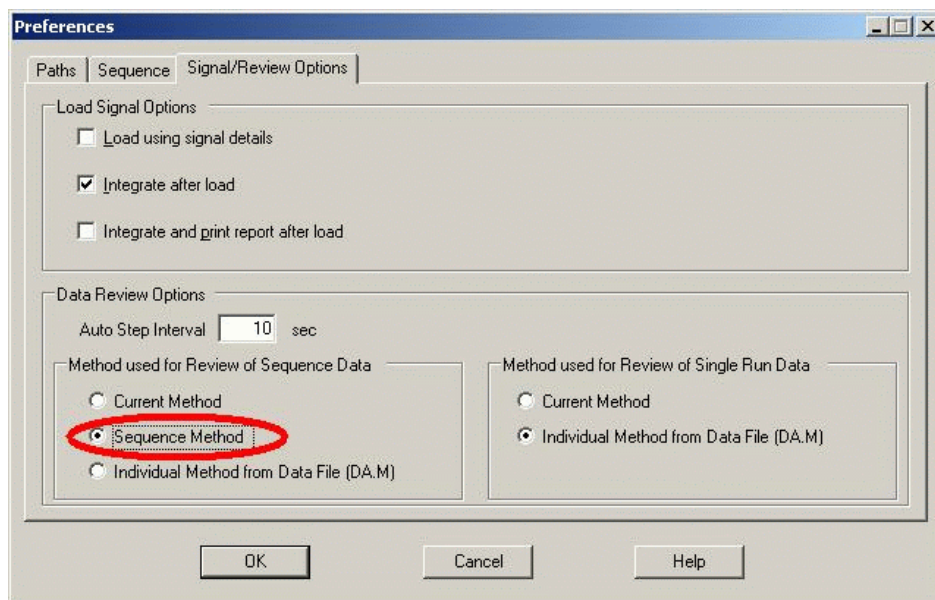 Preferences
Paths
Sequence
Signal/Review Options
Load Signal Options
Load using signal details
Integrate after load
Integrate and print report after load
Data Review Options
Auto Step Interval 10 sec
Method used for Review of Sequence Data
Current Method
Sequence Method
Individual Method from Data File (DA.M)
Method used for Review of Single Run Data
Current Method
Individual Method from Data File (DA.M)
OK
Cancel
Help